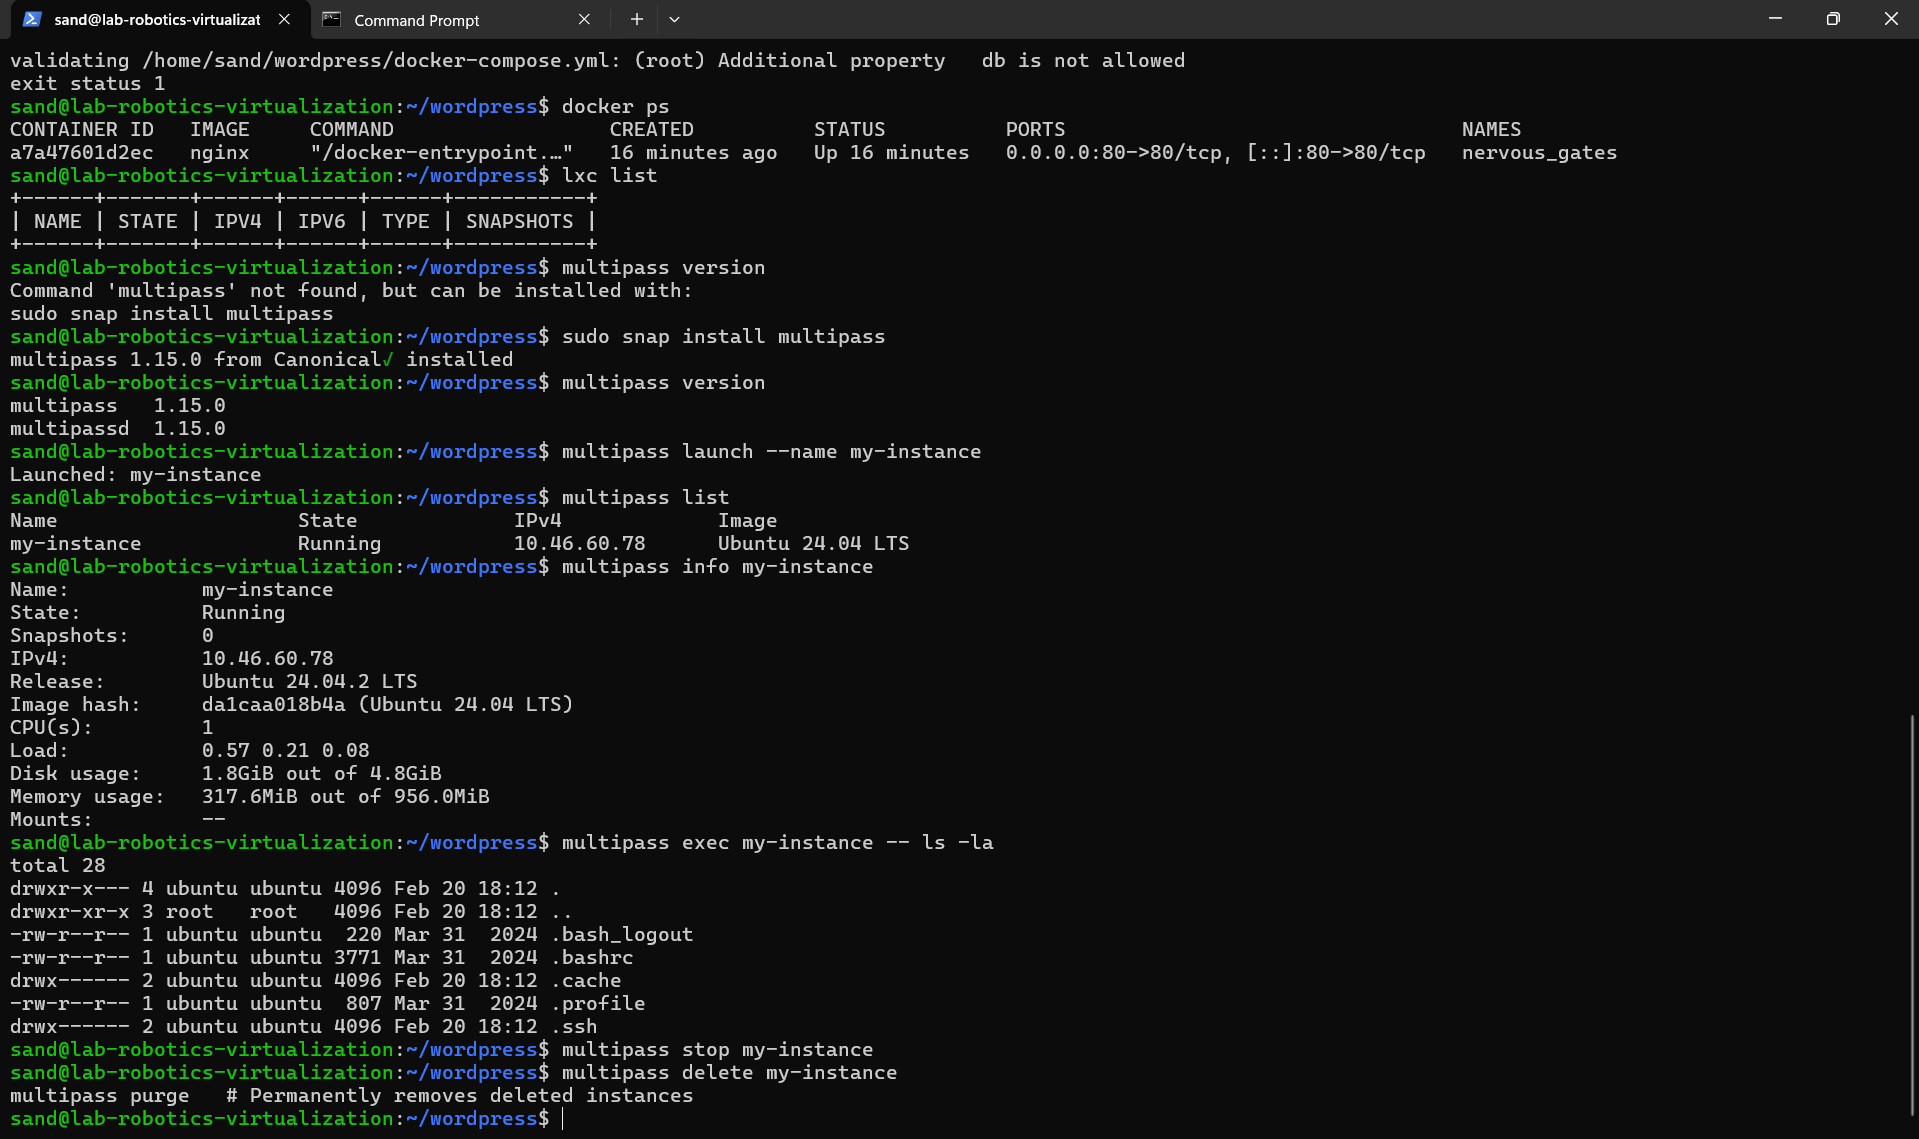 sand@lab-robotics-virtualizat
Command Prompt
validating /home/sand/wordpress/docker-compose.yml: (root) Additional property   db is not allowed
exit status 1
sand@lab-robotics-virtualization:~/wordpress$ docker ps
CONTAINER ID   IMAGE     COMMAND                  CREATED          STATUS          PORTS                                 NAMES
a7a47601d2ec   nginx     "/docker-entrypoint.…"   16 minutes ago   Up 16 minutes   0.0.0.0:80->80/tcp, [::]:80->80/tcp   nervous_gates
sand@lab-robotics-virtualization:~/wordpress$ lxc list
+------+-------+------+------+------+-----------+
| NAME | STATE | IPV4 | IPV6 | TYPE | SNAPSHOTS |
+------+-------+------+------+------+-----------+
sand@lab-robotics-virtualization:~/wordpress$ multipass version
Command 'multipass' not found, but can be installed with:
sudo snap install multipass
sand@lab-robotics-virtualization:~/wordpress$ sudo snap install multipass
multipass 1.15.0 from Canonical✓ installed
sand@lab-robotics-virtualization:~/wordpress$ multipass version
multipass   1.15.0
multipassd  1.15.0
sand@lab-robotics-virtualization:~/wordpress$ multipass launch --name my-instance
Launched: my-instance
sand@lab-robotics-virtualization:~/wordpress$ multipass list
Name                    State             IPv4             Image
my-instance             Running           10.46.60.78      Ubuntu 24.04 LTS
sand@lab-robotics-virtualization:~/wordpress$ multipass info my-instance
Name:           my-instance
State:          Running
Snapshots:      0
IPv4:           10.46.60.78
Release:        Ubuntu 24.04.2 LTS
Image hash:     da1caa018b4a (Ubuntu 24.04 LTS)
CPU(s):         1
Load:           0.57 0.21 0.08
Disk usage:     1.8GiB out of 4.8GiB
Memory usage:   317.6MiB out of 956.0MiB
Mounts:         --
sand@lab-robotics-virtualization:~/wordpress$ multipass exec my-instance -- ls -la
total 28
drwxr-x--- 4 ubuntu ubuntu 4096 Feb 20 18:12 .
drwxr-xr-x 3 root   root   4096 Feb 20 18:12 ..
-rw-r--r-- 1 ubuntu ubuntu  220 Mar 31  2024 .bash_logout
-rw-r--r-- 1 ubuntu ubuntu 3771 Mar 31  2024 .bashrc
drwx------ 2 ubuntu ubuntu 4096 Feb 20 18:12 .cache
-rw-r--r-- 1 ubuntu ubuntu  807 Mar 31  2024 .profile
drwx------ 2 ubuntu ubuntu 4096 Feb 20 18:12 .ssh
sand@lab-robotics-virtualization:~/wordpress$ multipass stop my-instance
sand@lab-robotics-virtualization:~/wordpress$ multipass delete my-instance
multipass purge   # Permanently removes deleted instances
sand@lab-robotics-virtualization:~/wordpress$